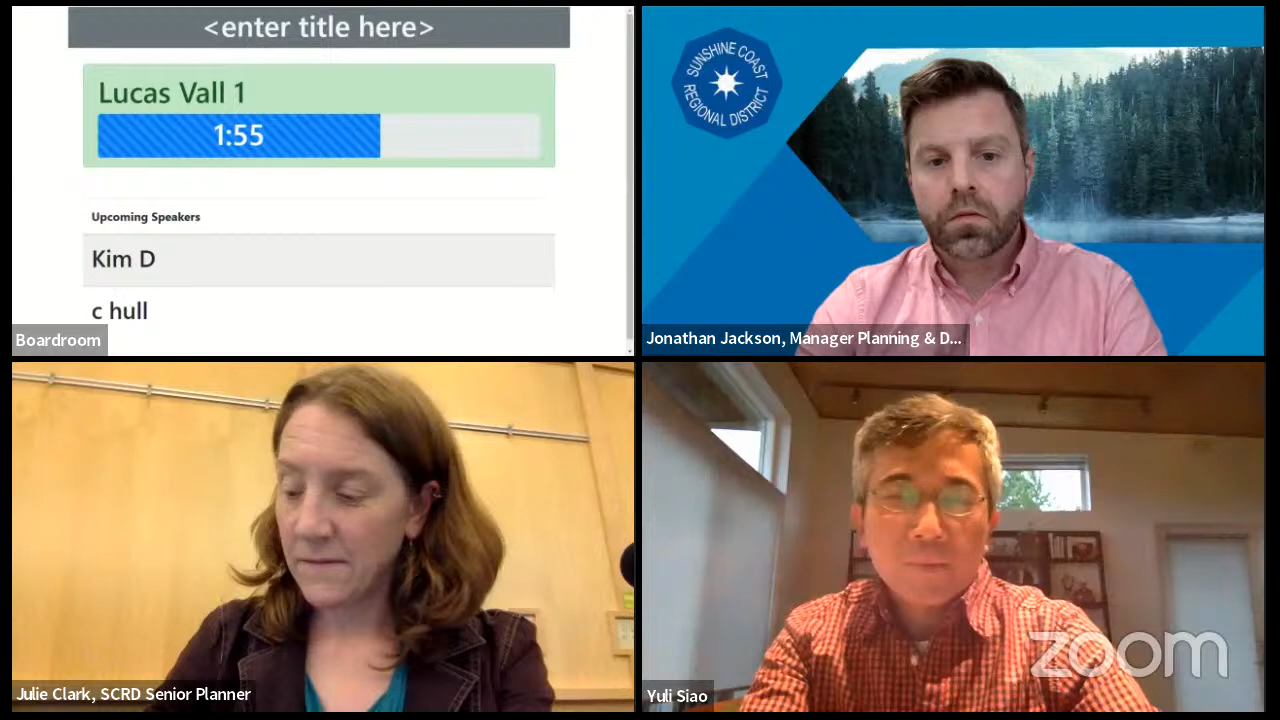 <enter title here>
Lucas Vall 1
1:55
Upcoming Speakers
Kim D
c hull
Boardroom
SUNSHINE COAST
REGIONAL DISTRICT
Jonathan Jackson, Manager Planning & D...
Julie Clark, SCRD Senior Planner
Yuli Siao
zoom